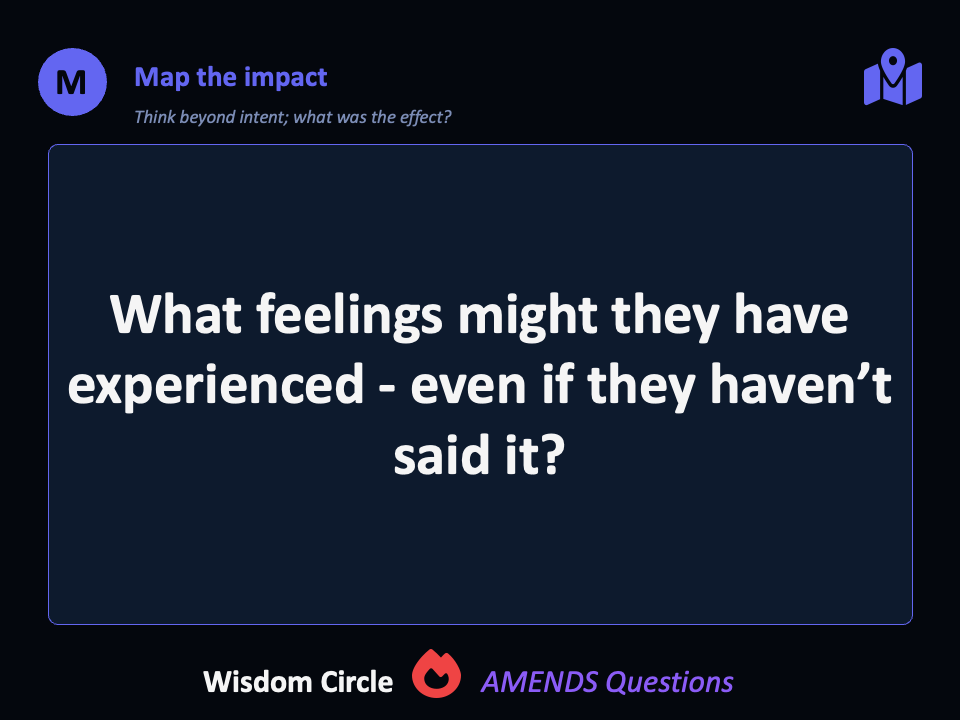 M
Map the impact
Think beyond intent; what was the effect?
What feelings might they have
experienced - even if they haven’t
said it?
Wisdom Circle
AMENDS Questions